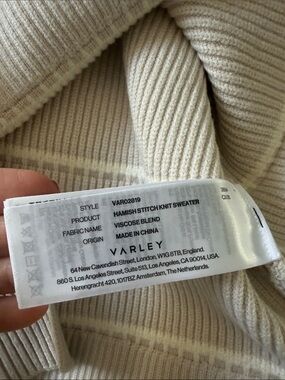 STYLE VAR02619
PRODUCT HAMISH STITCH KNIT SWEATER
FABRIC NAME VISCOSE BLEND
ORIGIN MADE IN CHINA
VARLEY
64 New Cavendish Street, London, W1G 8TB, England.
860 S. Los Angeles Street, Suite 513, Los Angeles, CA 90014, USA.
Herengracht 420, 1017BZ Amsterdam, The Netherlands.